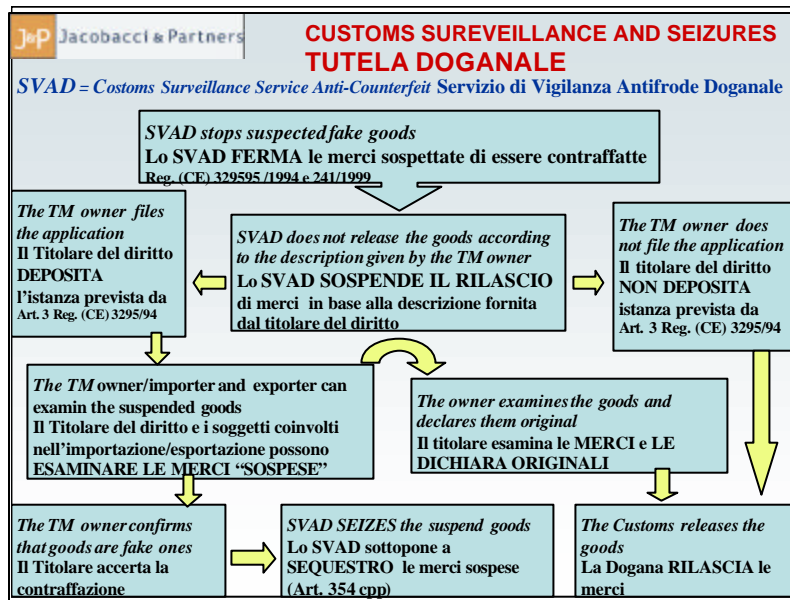 J&P Jacobacci & Partners
CUSTOMS SUREVEILLANCE AND SEIZURES
TUTELA DOGANALE
SVAD = Costoms Surveillance Service Anti-Counterfeit Servizio di Vigilanza Antifrode Doganale
SVAD stops suspected fake goods
Lo SVAD FERMA le merci sospettate di essere contraffatte
Reg. (CE) 329595 /1994 e 241/1999
The TM owner files
the application
Il Titolare del diritto
DEPOSITA
l'istanza prevista da
Art. 3 Reg. (CE) 3295/94
SVAD does not release the goods according
to the description given by the TM owner
Lo SVAD SOSPENDE IL RILASCIO
di merci in base alla descrizione fornita
dal titolare del diritto
The TM owner does
not file the application
Il titolare del diritto
NON DEPOSITA
istanza prevista da
Art. 3 Reg. (CE) 3295/94
The TM owner/importer and exporter can
examin the suspended goods
Il Titolare del diritto e i soggetti coinvolti
nell'importazione/esportazione possono
ESAMINARE LE MERCI "SOSPESE"
The owner examines the goods and
declares them original
Il titolare esamina le MERCI e LE
DICHIARA ORIGINALI
The TM owner confirms
that goods are fake ones
Il Titolare accerta la
contraffazione
SVAD SEIZES the suspend goods
Lo SVAD sottopone a
SEQUESTRO le merci sospese
(Art. 354 cpp)
The Customs releases the
goods
La Dogana RILASCIA le
merci